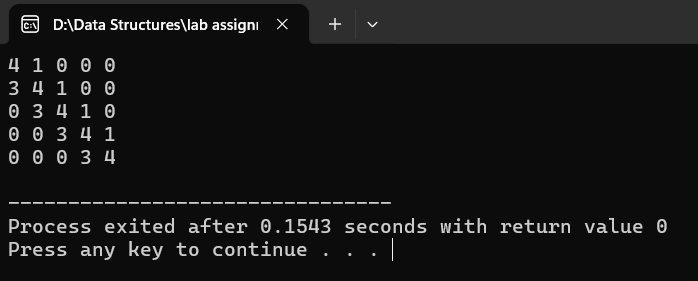 D:\Data Structures\lab assignı
4 1 0 0 0
3 4 1 0 0
0 3 4 1 0
0 0 3 4 1
0 0 0 3 4
--------------------------------
Process exited after 0.1543 seconds with return value 0
Press any key to continue . . .